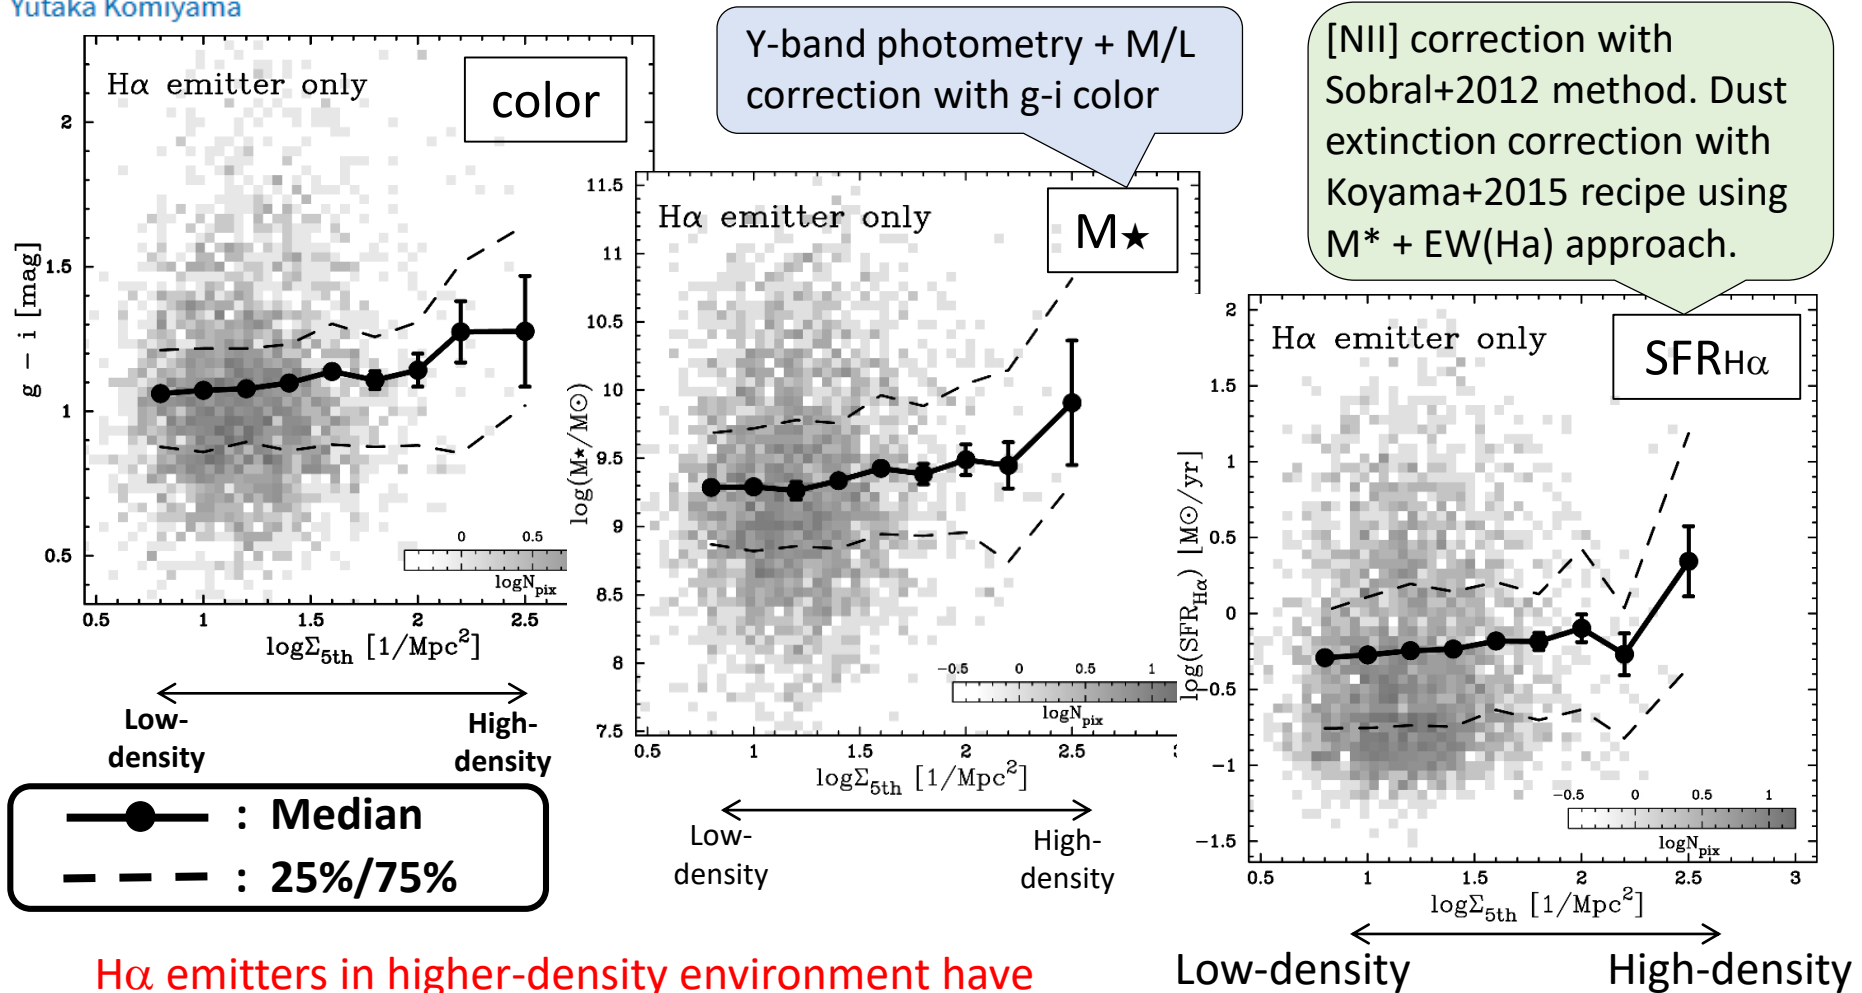 Yutaka Komiyama
Hα emitter only
color
g − i [mag]
2
1.5
1
0.5
0 0.5
logN_pix
0.5 1 1.5 2 2.5
logΣ_5th [1/Mpc²]
Low-
density
High-
density
Y-band photometry + M/L
correction with g-i color
Hα emitter only
M★
log(M★/M⊙)
11.5
11
10.5
10
9.5
9
8.5
8
7.5
−0.5 0 0.5 1
logN_pix
0.5 1 1.5 2 2.5
logΣ_5th [1/Mpc²]
Low-
density
High-
density
[NII] correction with
Sobral+2012 method. Dust
extinction correction with
Koyama+2015 recipe using
M* + EW(Ha) approach.
Hα emitter only
SFRHα
log(SFR_Hα) [M⊙/yr]
2
1.5
1
0.5
0
−0.5
−1
−1.5
−0.5 0 0.5 1
logN_pix
0.5 1 1.5 2 2.5 3
logΣ_5th [1/Mpc²]
Low-density High-density
: Median
: 25%/75%
Hα emitters in higher-density environment have